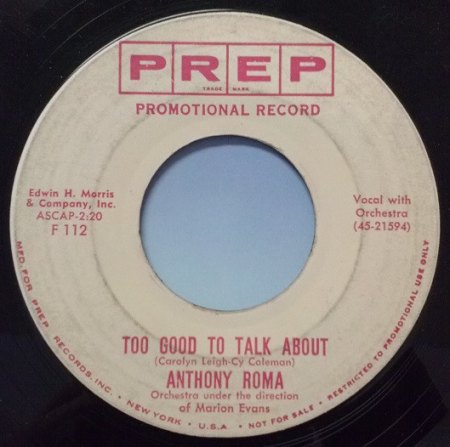 PREP
TRADE MARK
PROMOTIONAL RECORD
Edwin H. Morris
& Company, Inc.
ASCAP-2:20
F 112
Vocal with
Orchestra
(45-21594)
TOO GOOD TO TALK ABOUT
(Carolyn Leigh-Cy Coleman)
ANTHONY ROMA
Orchestra under the direction
of Marion Evans
MFD. FOR PREP RECORDS, INC. • NEW YORK • U.S.A. • NOT FOR SALE • RESTRICTED TO PROMOTIONAL USE ONLY